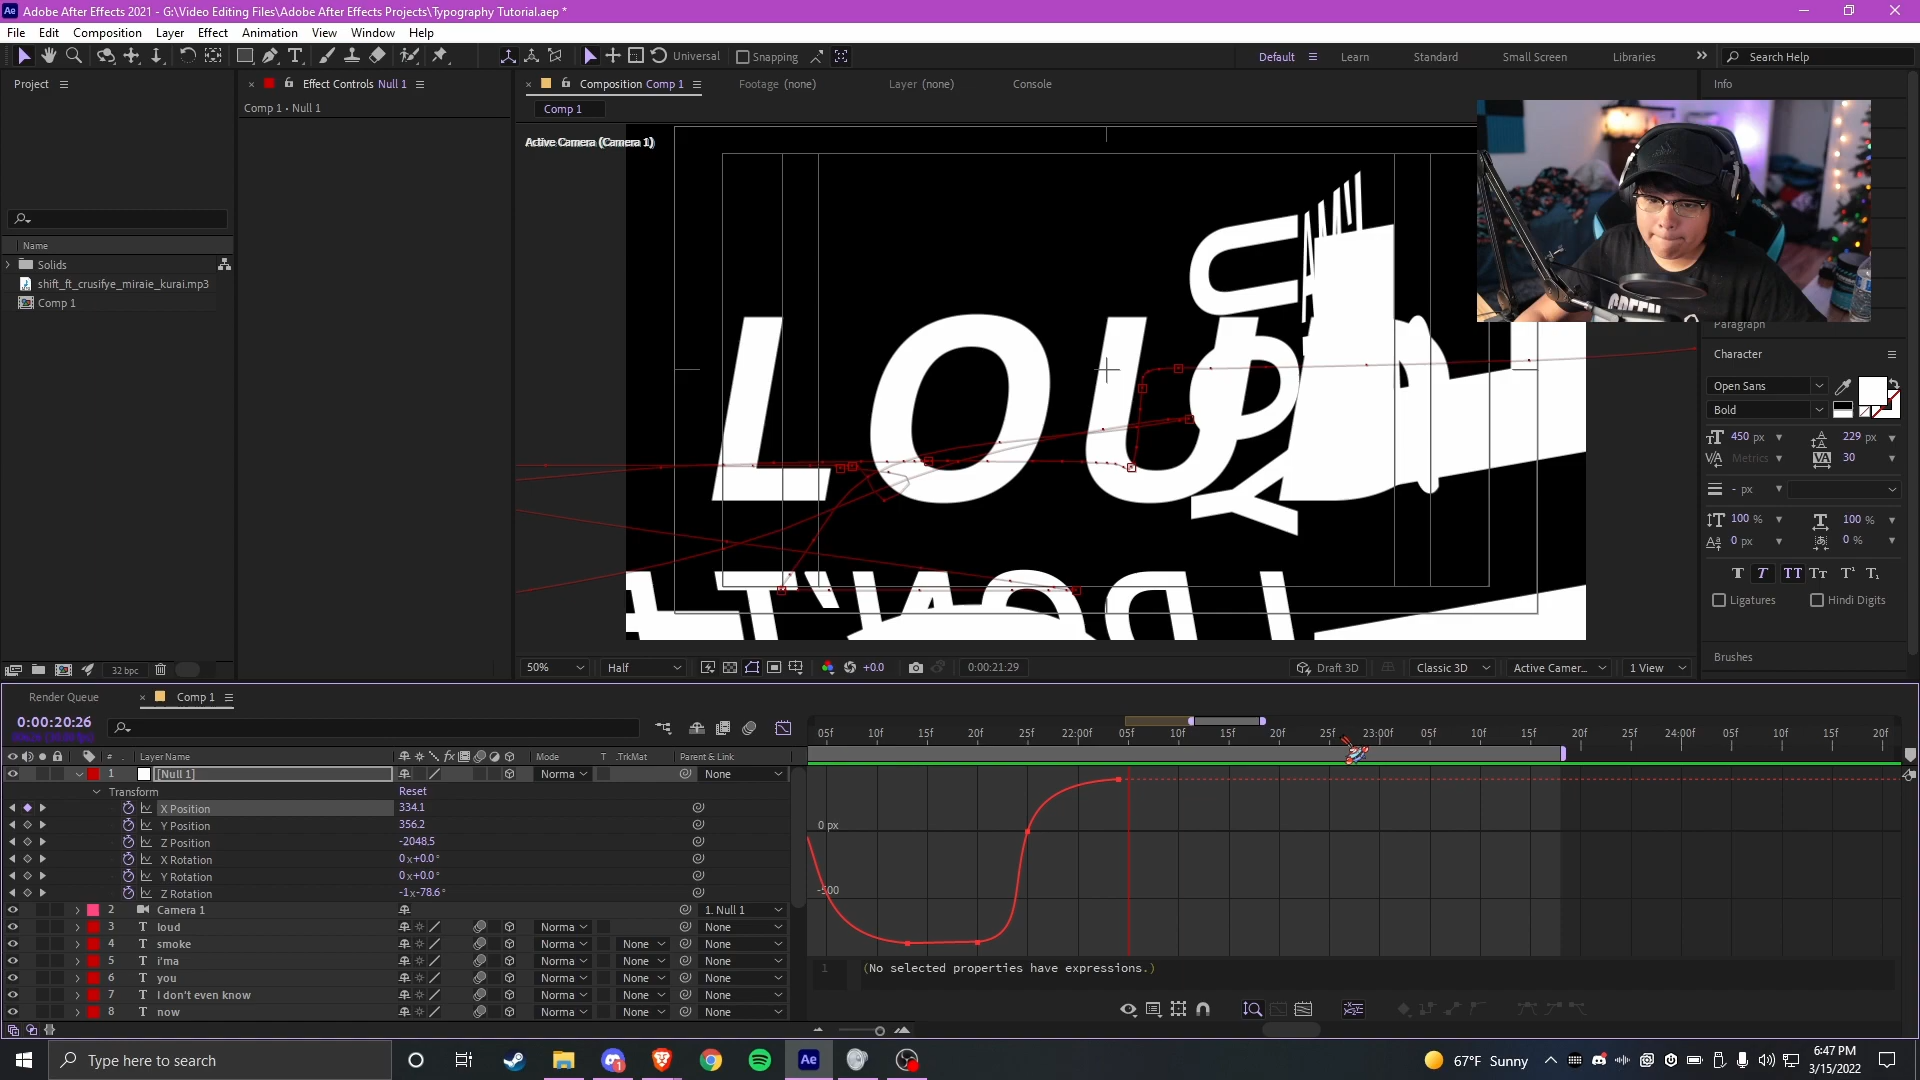 Adobe After Effects 2021 - G:\Video Editing Files\Adobe After Effects Projects\Typography Tutorial.aep *
File Edit Composition Layer Effect Animation View Window Help
Universal Snapping Default Learn Standard Small Screen Libraries Search Help
Project Effect Controls Null 1 Composition Comp 1 Footage (none) Layer (none) Console Info
Comp 1 • Null 1 Comp 1
Active Camera (Camera 1)
Name
Solids
shift_ft_crusifye_miraie_kurai.mp3
Comp 1
LOU
Paragraph
Character
Open Sans
Bold
450 px 229 px
Metrics 30
- px
100 % 100 %
0 px 0 %
Ligatures Hindi Digits
Brushes
32 bpc
50% Half +0.0 0:00:21:29 Draft 3D Classic 3D Active Camer... 1 View
Render Queue Comp 1
0:00:20:26
05f 10f 15f 20f 25f 22:00f 05f 10f 15f 20f 25f 23:00f 05f 10f 15f 20f 25f 24:00f 05f 10f 15f 20f
# Layer Name Mode T .TrkMat Parent & Link
1 [Null 1] Norma None
Transform Reset
X Position 334.1
Y Position 356.2
Z Position -2048.5
X Rotation 0x+0.0°
Y Rotation 0x+0.0°
Z Rotation -1x-78.6°
2 Camera 1 1. Null 1
3 T loud Norma None
4 T smoke Norma None None
5 T i'ma Norma None None
6 T you Norma None None
7 T I don't even know Norma None None
8 T now Norma None None
0 px
-500
1 (No selected properties have expressions.)
Type here to search
67°F Sunny
6:47 PM
3/15/2022